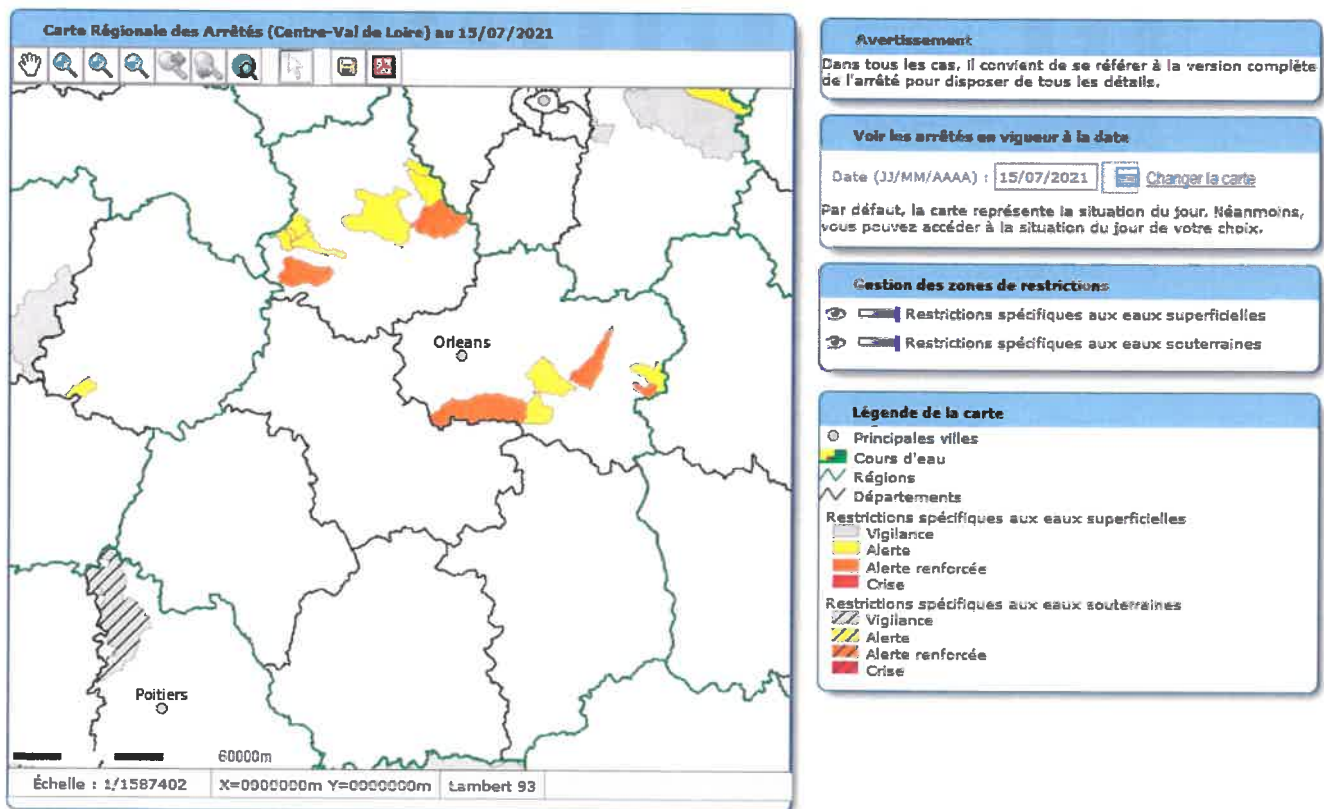 Carte Régionale des Arrêtés (Centre-Val de Loire) au 15/07/2021
Orleans
Poitiers
60000m
Échelle : 1/1587402 X=0900000m Y=0000000m Lambert 93
Avertissement
Dans tous les cas, il convient de se référer à la version complète
de l'arrêté pour disposer de tous les détails.
Voir les arrêtés en vigueur à la date
Date (JJ/MM/AAAA) : 15/07/2021 Changer la carte
Par défaut, la carte représente la situation du jour. Néanmoins,
vous pouvez accéder à la situation du jour de votre choix.
Gestion des zones de restrictions
Restrictions spécifiques aux eaux superficielles
Restrictions spécifiques aux eaux souterraines
Légende de la carte
Principales villes
Cours d'eau
Régions
Départements
Restrictions spécifiques aux eaux superficielles
Vigilance
Alerte
Alerte renforcée
Crise
Restrictions spécifiques aux eaux souterraines
Vigilance
Alerte
Alerte renforcée
Crise